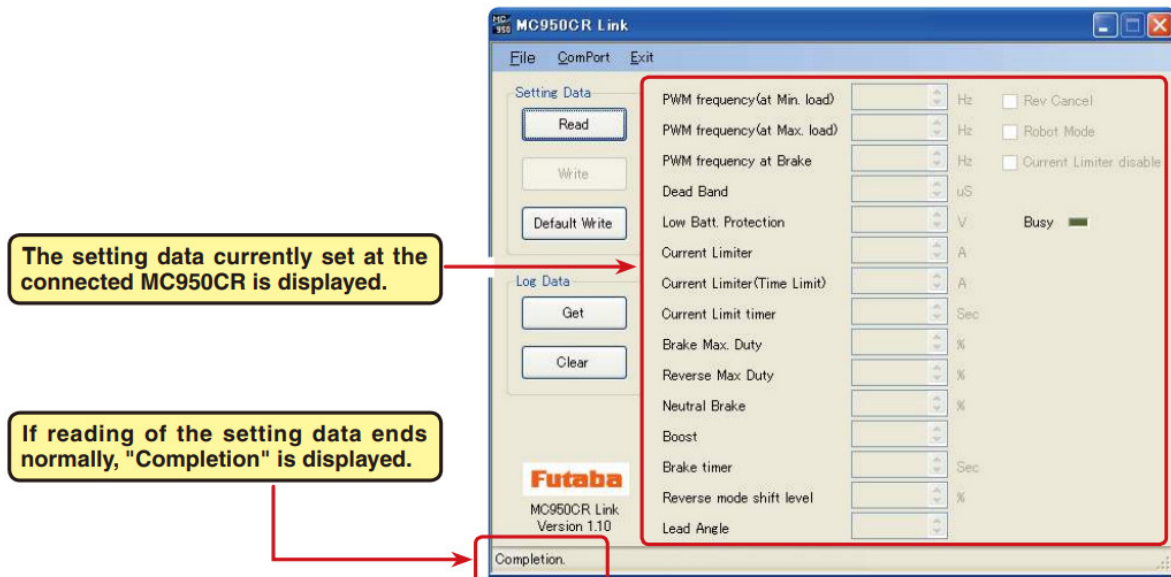 MC
950
MC950CR Link
File ComPort Exit
Setting Data
Read
Write
Default Write
Log Data
Get
Clear
Futaba
MC950CR Link
Version 1.10
PWM frequency(at Min. load) Hz
PWM frequency(at Max. load) Hz
PWM frequency at Brake Hz
Dead Band uS
Low Batt. Protection V
Current Limiter A
Current Limiter(Time Limit) A
Current Limit timer Sec
Brake Max. Duty %
Reverse Max Duty %
Neutral Brake %
Boost
Brake timer Sec
Reverse mode shift level %
Lead Angle
Rev Cancel
Robot Mode
Current Limiter disable
Busy
Completion.
The setting data currently set at the
connected MC950CR is displayed.
If reading of the setting data ends
normally, "Completion" is displayed.